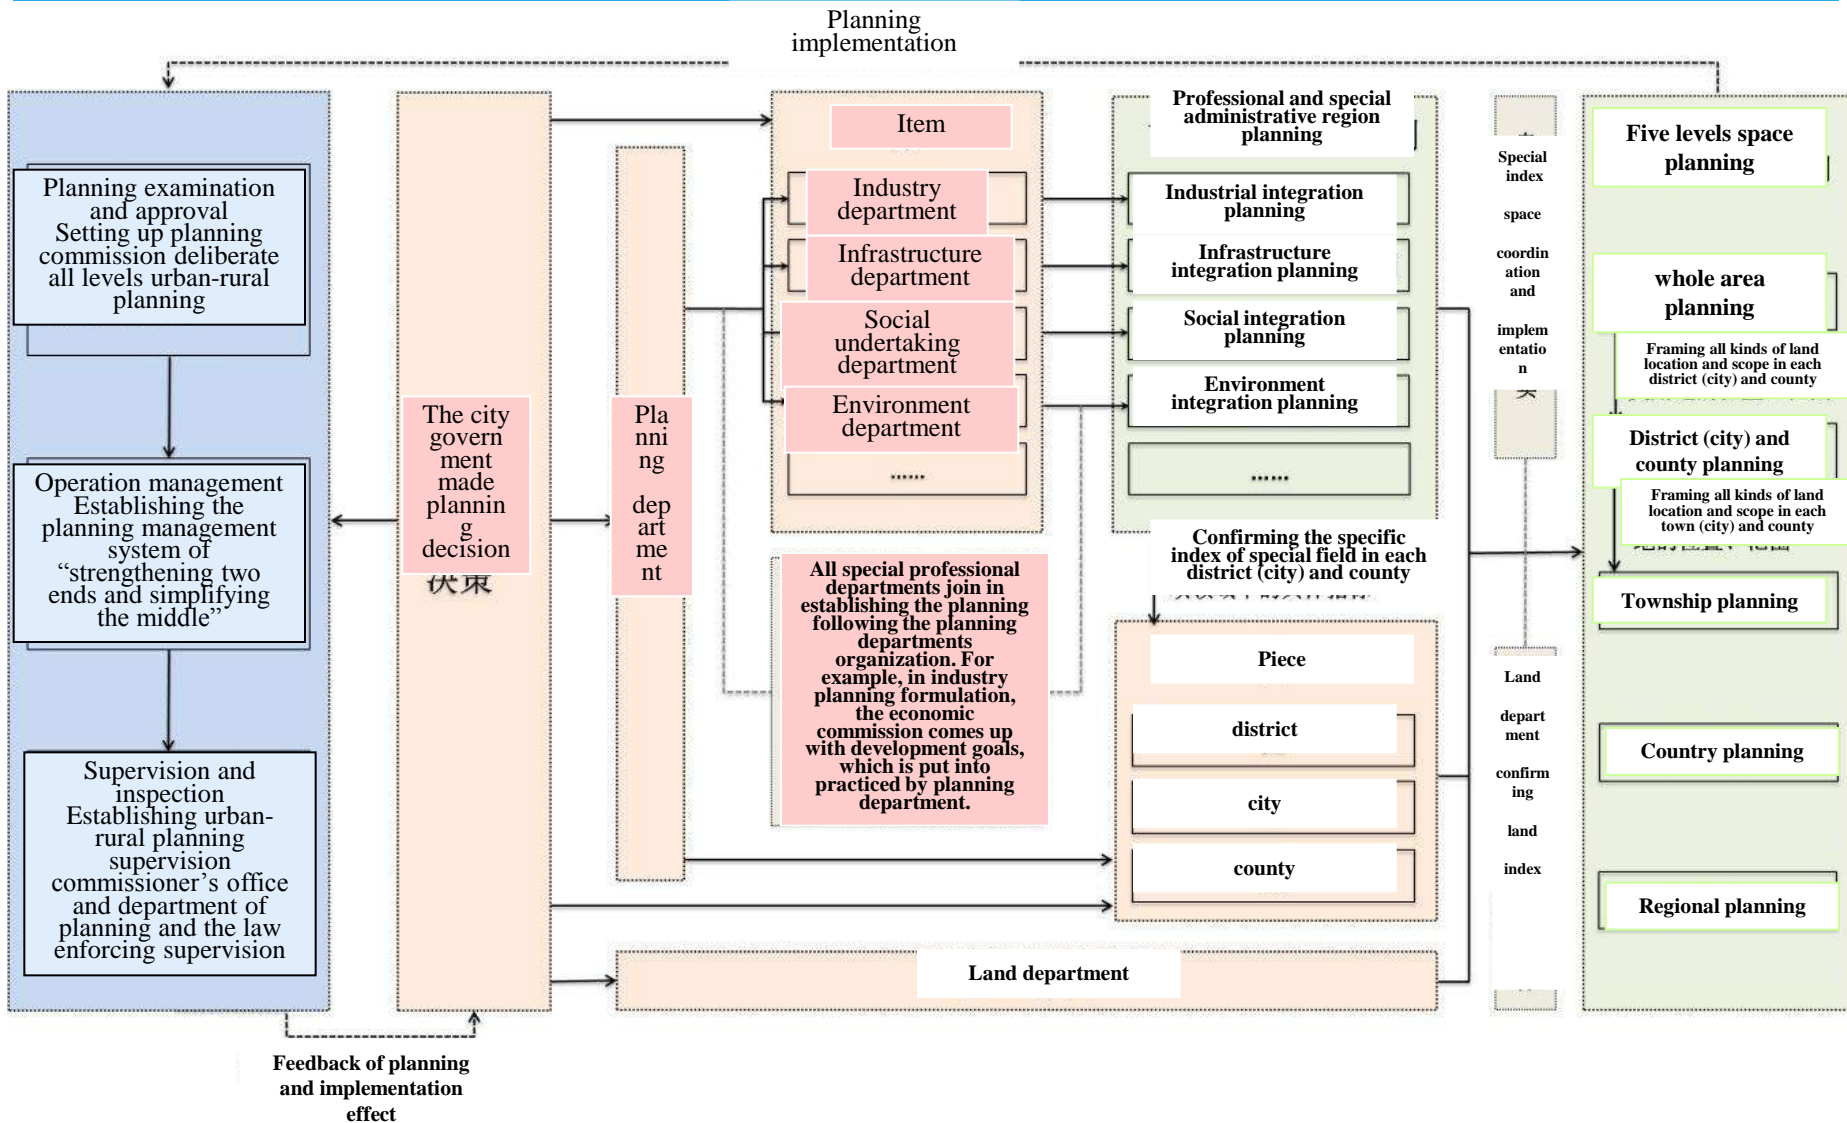 Planning
implementation
Planning examination
and approval
Setting up planning
commission deliberate
all levels urban-rural
planning
Operation management
Establishing the
planning management
system of
“strengthening two
ends and simplifying
the middle”
Supervision and
inspection
Establishing urban-
rural planning
supervision
commissioner’s office
and department of
planning and the law
enforcing supervision
Feedback of planning
and implementation
effect
The city
govern
ment
made
plannin
g
decision
决策
Pla
nni
ng
dep
art
me
nt
Item
Industry
department
Infrastructure
department
Social
undertaking
department
Environment
department
......
All special professional
departments join in
establishing the planning
following the planning
departments
organization. For
example, in industry
planning formulation,
the economic
commission comes up
with development goals,
which is put into
practiced by planning
department.
Professional and special
administrative region
planning
Industrial integration
planning
Infrastructure
integration planning
Social integration
planning
Environment
integration planning
......
Confirming the specific
index of special field in each
district (city) and county
Piece
district
city
county
Land department
Special
index
space
coordin
ation
and
implem
entatio
n
Land
depart
ment
confirm
ing
land
index
Five levels space
planning
whole area
planning
Framing all kinds of land
location and scope in each
district (city) and county
District (city) and
county planning
Framing all kinds of land
location and scope in each
town (city) and county
Township planning
Country planning
Regional planning